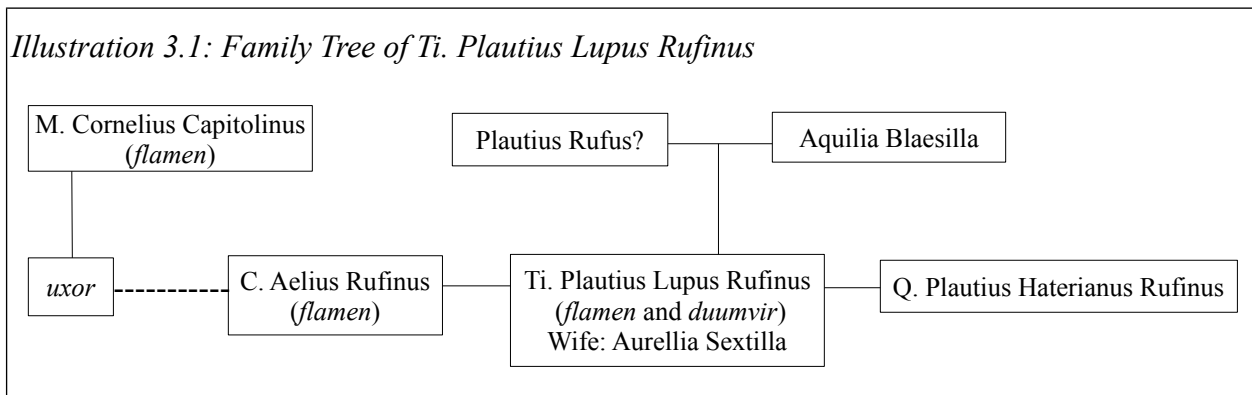 Illustration 3.1: Family Tree of Ti. Plautius Lupus Rufinus
M. Cornelius Capitolinus
(flamen)
Plautius Rufus?
Aquilia Blaesilla
uxor
C. Aelius Rufinus
(flamen)
Ti. Plautius Lupus Rufinus
(flamen and duumvir)
Wife: Aurellia Sextilla
Q. Plautius Haterianus Rufinus